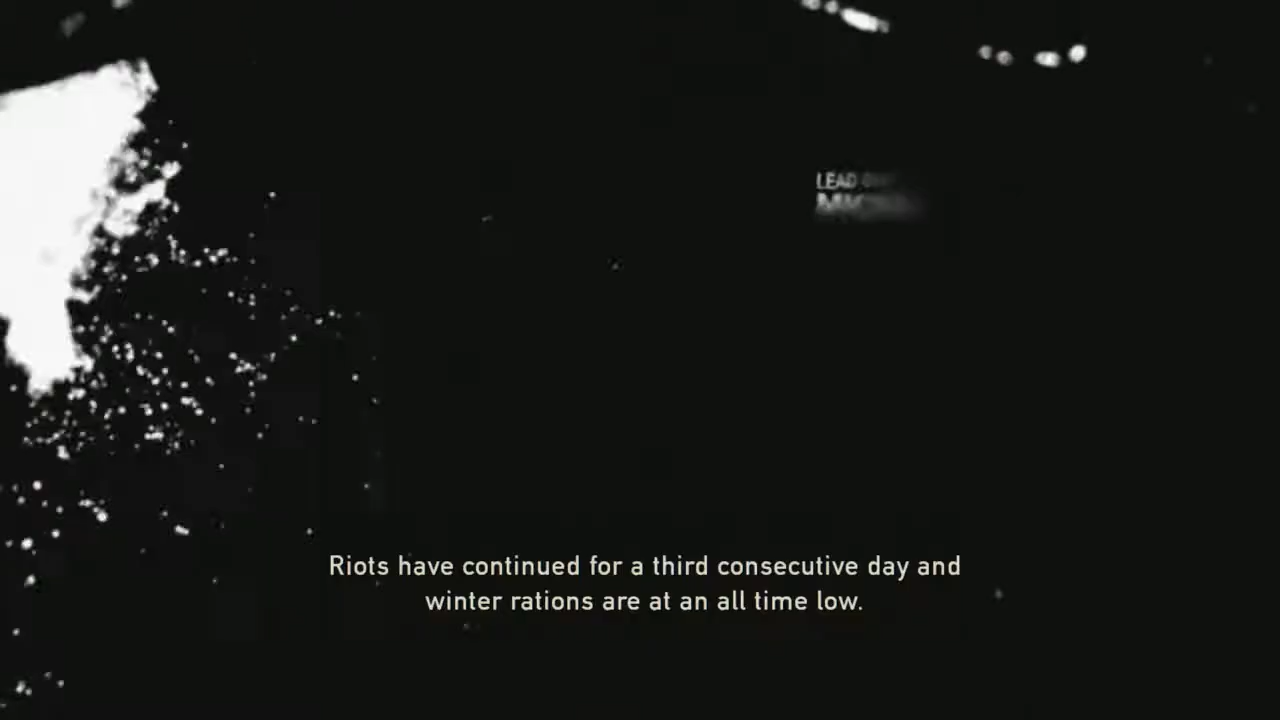 LEAD
Riots have continued for a third consecutive day and
winter rations are at an all time low.